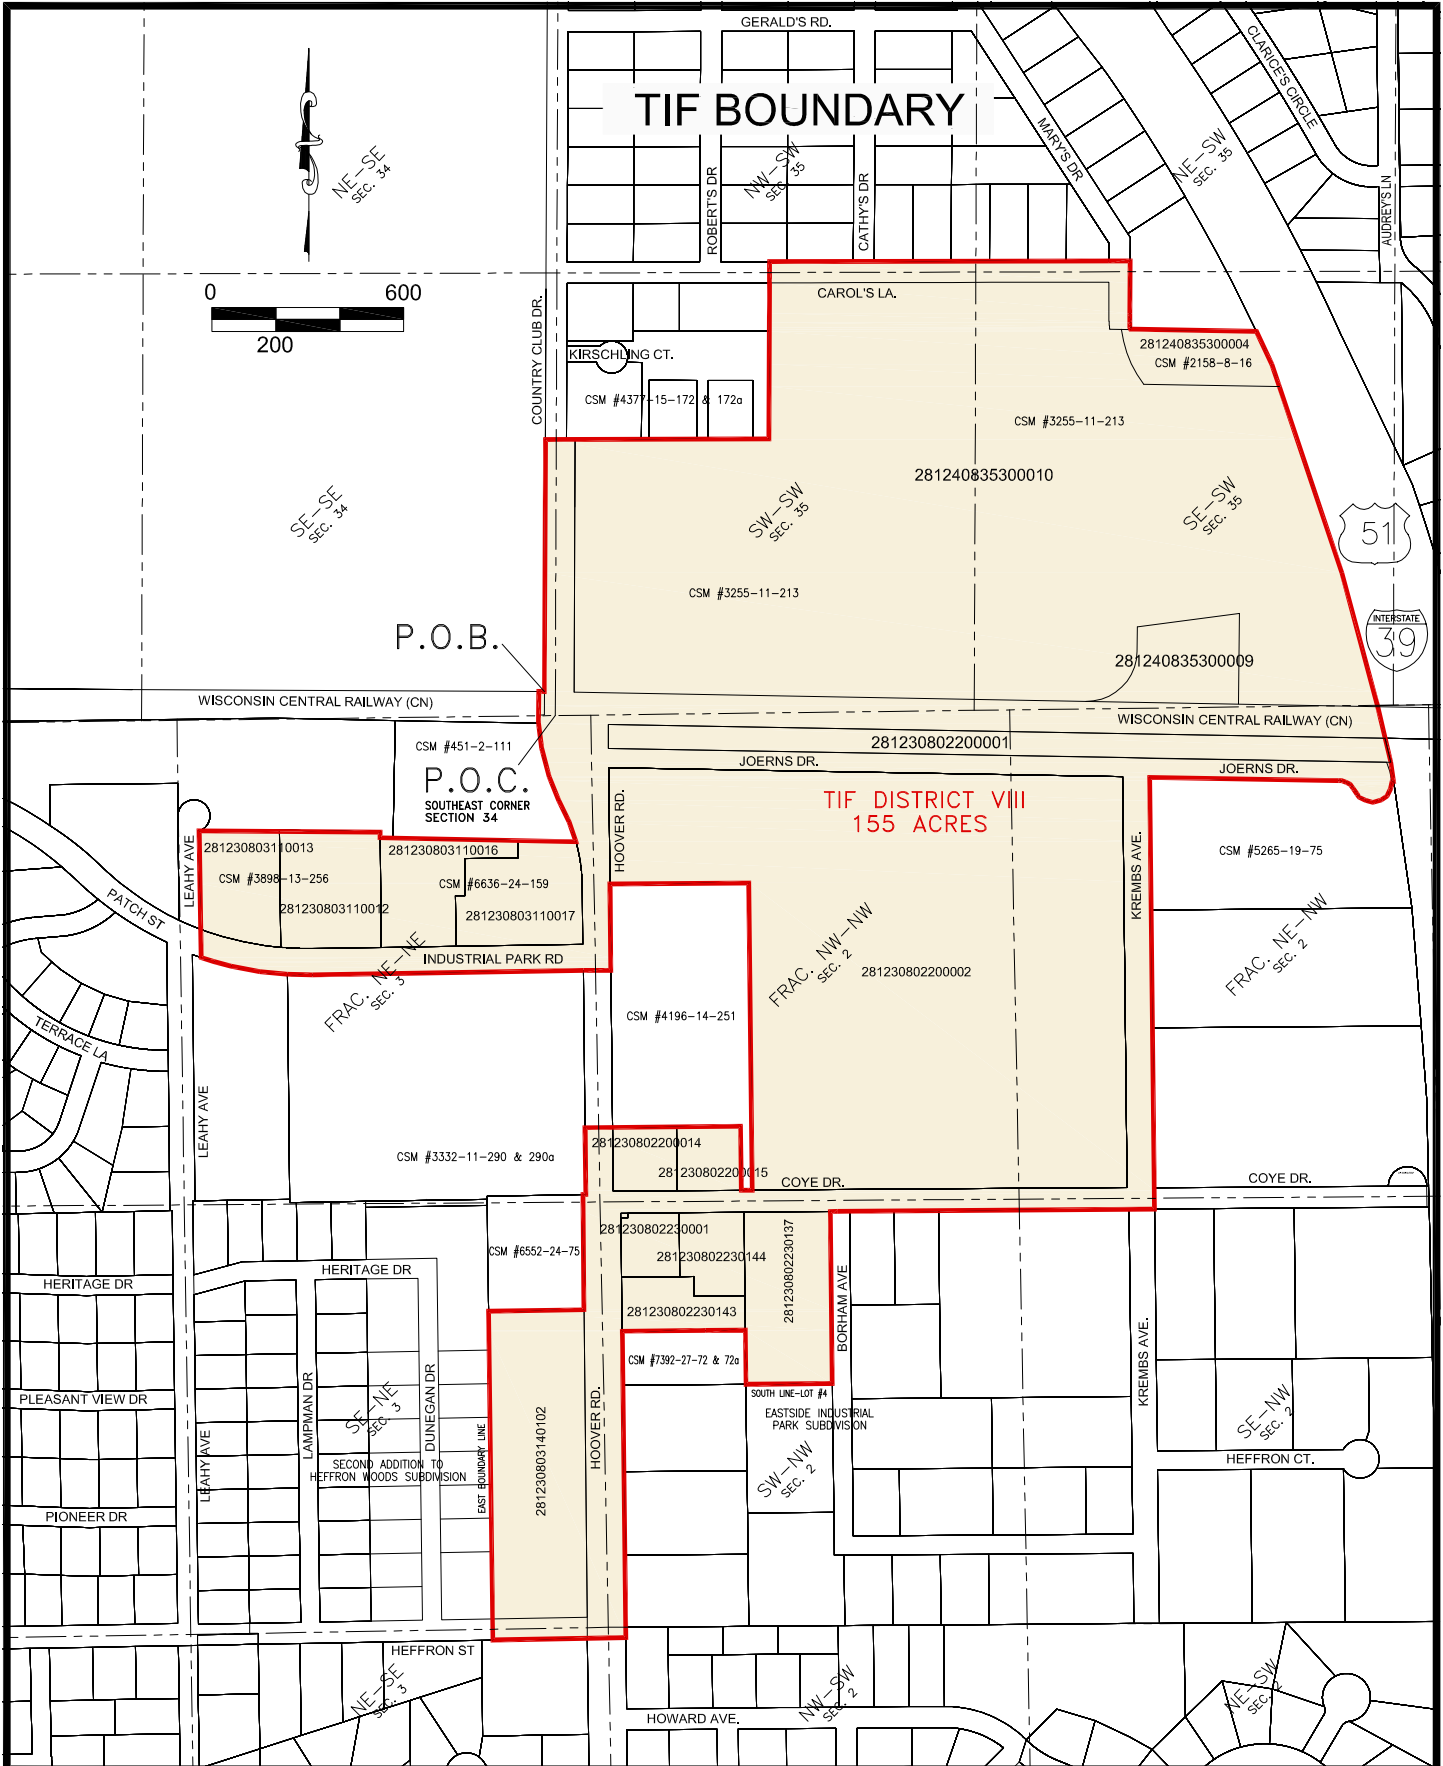 GERALD'S RD.
TIF BOUNDARY
CLARICE'S CIRCLE
MARY'S DR
NE-SE
SEC. 34
NW-SW
SEC. 35
NE-SW
SEC. 35
ROBERT'S DR
CATHY'S DR
AUDREY'S LN
0 600
200
CAROL'S LA.
COUNTRY CLUB DR.
KIRSCHLING CT.
281240835300004
CSM #2158-8-16
CSM #4377-15-172 & 172a
CSM #3255-11-213
281240835300010
SE-SE
SEC. 34
SW-SW
SEC. 35
SE-SW
SEC. 35
51
CSM #3255-11-213
INTERSTATE
39
P.O.B.
281240835300009
WISCONSIN CENTRAL RAILWAY (CN)
WISCONSIN CENTRAL RAILWAY (CN)
CSM #451-2-111
281230802200001
JOERNS DR.
JOERNS DR.
P.O.C.
SOUTHEAST CORNER
SECTION 34
TIF DISTRICT VIII
155 ACRES
HOOVER RD.
LEAHY AVE
281230803110013
281230803110016
CSM #3898-13-256
CSM #6636-24-159
281230803110012
281230803110017
CSM #5265-19-75
KREMBS AVE.
PATCH ST
INDUSTRIAL PARK RD
FRAC. NE-NE
SEC. 3
FRAC. NW-NW
SEC. 2
281230802200002
FRAC. NE-NW
SEC. 2
CSM #4196-14-251
TERRACE LA
LEAHY AVE
281230802200014
CSM #3332-11-290 & 290a
281230802200015
COYE DR.
COYE DR.
281230802230001
CSM #6552-24-75
281230802230144
281230802230137
HERITAGE DR
HERITAGE DR
281230802230143
BORHAM AVE
KREMBS AVE.
CSM #7392-27-72 & 72a
SOUTH LINE-LOT #4
EASTSIDE INDUSTRIAL
PARK SUBDIVISION
PLEASANT VIEW DR
LAMPMAN DR
SE-NE
SEC. 3
DUNEGAN DR
HOOVER RD.
281230803140102
EAST BOUNDARY LINE
LEAHY AVE
SECOND ADDITION TO
HEFFRON WOODS SUBDIVISION
SW-NW
SEC. 2
SE-NW
SEC. 2
HEFFRON CT.
PIONEER DR
HEFFRON ST
NE-SE
SEC. 3
NW-SW
SEC. 2
NE-SW
SEC. 2
HOWARD AVE.